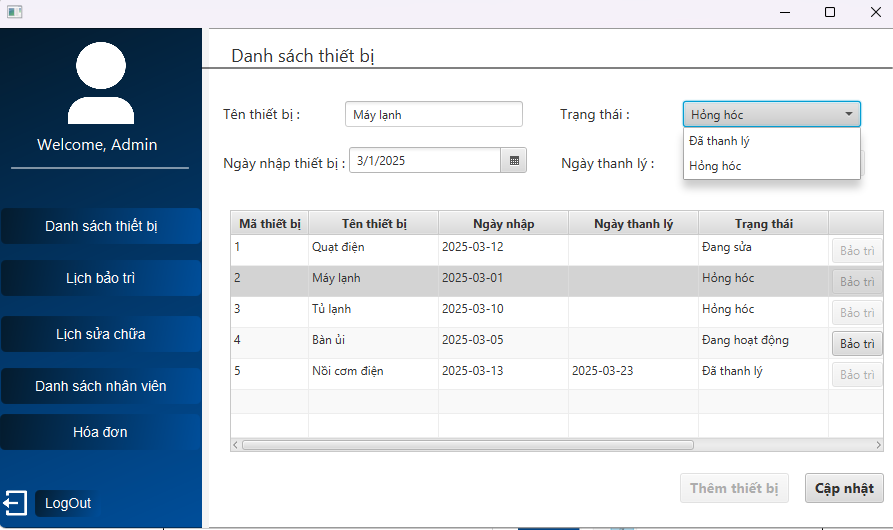 Welcome, Admin
Danh sách thiết bị
Lịch bảo trì
Lịch sửa chữa
Danh sách nhân viên
Hóa đơn
LogOut
Danh sách thiết bị
Tên thiết bị : Máy lạnh Trạng thái : Hỏng hóc
Đã thanh lý
Hỏng hóc
Ngày nhập thiết bị : 3/1/2025 Ngày thanh lý :
Mã thiết bị Tên thiết bị Ngày nhập Ngày thanh lý Trạng thái
1 Quạt điện 2025-03-12 Đang sửa Bảo trì
2 Máy lạnh 2025-03-01 Hỏng hóc Bảo trì
3 Tủ lạnh 2025-03-10 Hỏng hóc Bảo trì
4 Bàn ủi 2025-03-05 Đang hoạt động Bảo trì
5 Nồi cơm điện 2025-03-13 2025-03-23 Đã thanh lý Bảo trì
Thêm thiết bị Cập nhật